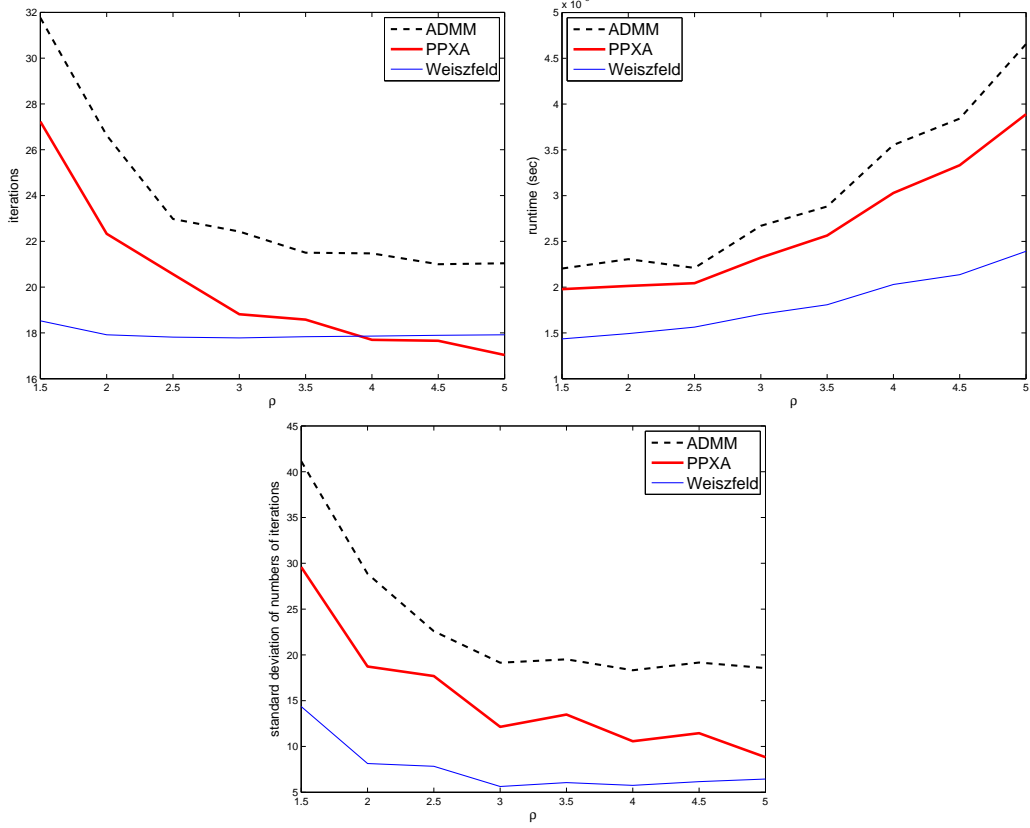 32
30
28
26
24
22
20
18
16
1.5 2 2.5 3 3.5 4 4.5 5
iterations
ρ
ADMM
PPXA
Weiszfeld
5
4.5
4
3.5
3
2.5
2
1.5
1
1.5 2 2.5 3 3.5 4 4.5 5
runtime (sec)
ρ
ADMM
PPXA
Weiszfeld
45
40
35
30
25
20
15
10
5
1.5 2 2.5 3 3.5 4 4.5 5
standard deviation of numbers of iterations
ρ
ADMM
PPXA
Weiszfeld